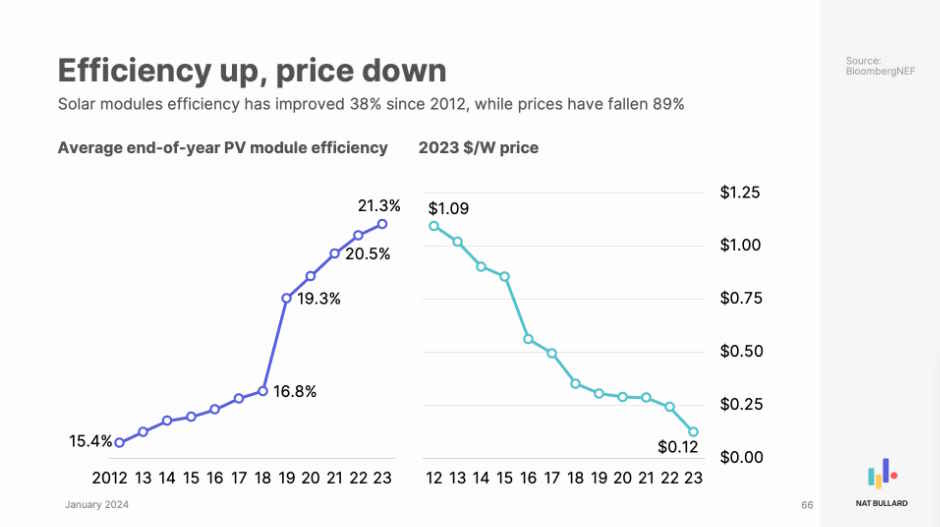 Efficiency up, price down
Solar modules efficiency has improved 38% since 2012, while prices have fallen 89%
Source:
BloombergNEF
Average end-of-year PV module efficiency
21.3%
20.5%
19.3%
16.8%
15.4%
2012 13 14 15 16 17 18 19 20 21 22 23
2023 $/W price
$1.25
$1.09
$1.00
$0.75
$0.50
$0.25
$0.12
$0.00
12 13 14 15 16 17 18 19 20 21 22 23
January 2024
66
NAT BULLARD